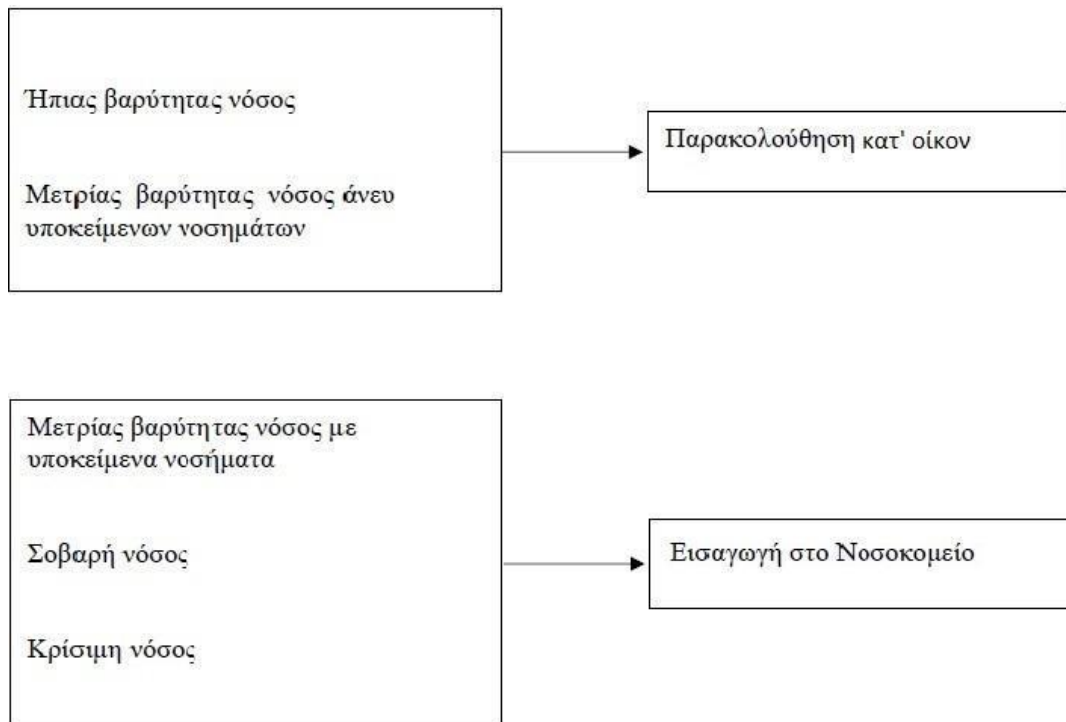 Ήπιας βαρύτητας νόσος
Μετρίας βαρύτητας νόσος άνευ
υποκείμενων νοσημάτων
Παρακολούθηση κατ' οίκον
Μετρίας βαρύτητας νόσος με
υποκείμενα νοσήματα
Σοβαρή νόσος
Κρίσιμη νόσος
Εισαγωγή στο Νοσοκομείο